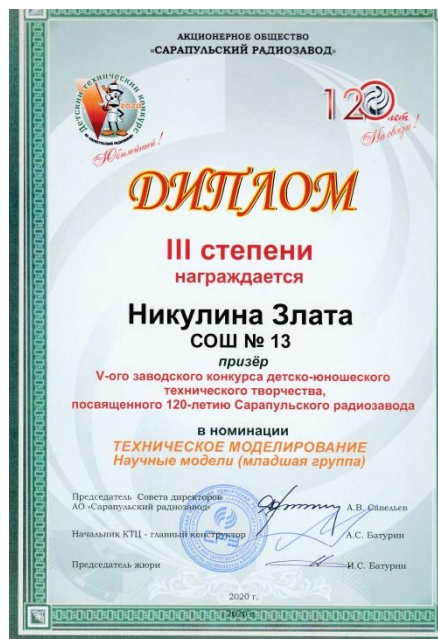 АКЦИОНЕРНОЕ ОБЩЕСТВО
«САРАПУЛЬСКИЙ РАДИОЗАВОД»
Детский технический конкурс
2020
Юбилейный!
120 лет
На связи!
ДИПЛОМ
III степени
награждается
Никулина Злата
СОШ № 13
призёр
V-ого заводского конкурса детско-юношеского
технического творчества,
посвященного 120-летию Сарапульского радиозавода
в номинации
ТЕХНИЧЕСКОЕ МОДЕЛИРОВАНИЕ
Научные модели (младшая группа)
Председатель Совета директоров
АО «Сарапульский радиозавод»
А.В. Савельев
Начальник КТЦ - главный конструктор
А.С. Батурин
Председатель жюри
И.С. Батурин
2020 г.
2020 г.